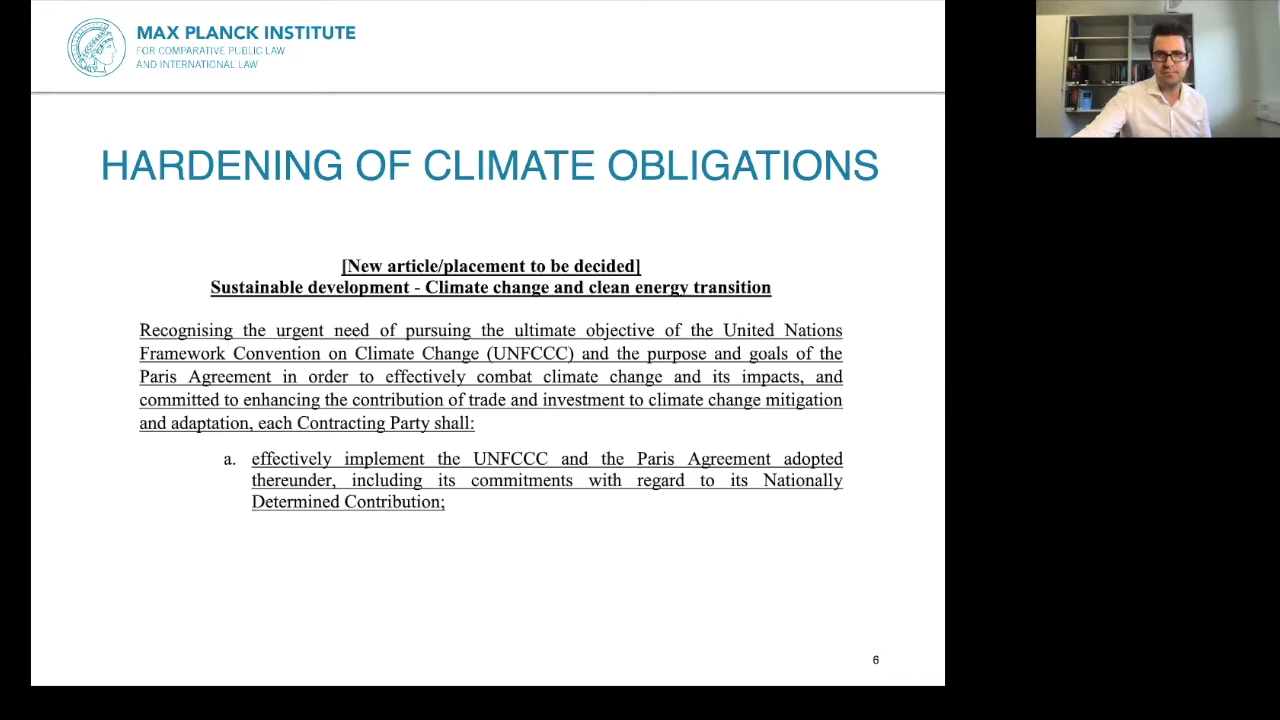 MAX PLANCK INSTITUTE
FOR COMPARATIVE PUBLIC LAW
AND INTERNATIONAL LAW
HARDENING OF CLIMATE OBLIGATIONS
[New article/placement to be decided]
Sustainable development - Climate change and clean energy transition
Recognising the urgent need of pursuing the ultimate objective of the United Nations
Framework Convention on Climate Change (UNFCCC) and the purpose and goals of the
Paris Agreement in order to effectively combat climate change and its impacts, and
committed to enhancing the contribution of trade and investment to climate change mitigation
and adaptation, each Contracting Party shall:
a. effectively implement the UNFCCC and the Paris Agreement adopted
thereunder, including its commitments with regard to its Nationally
Determined Contribution;
6